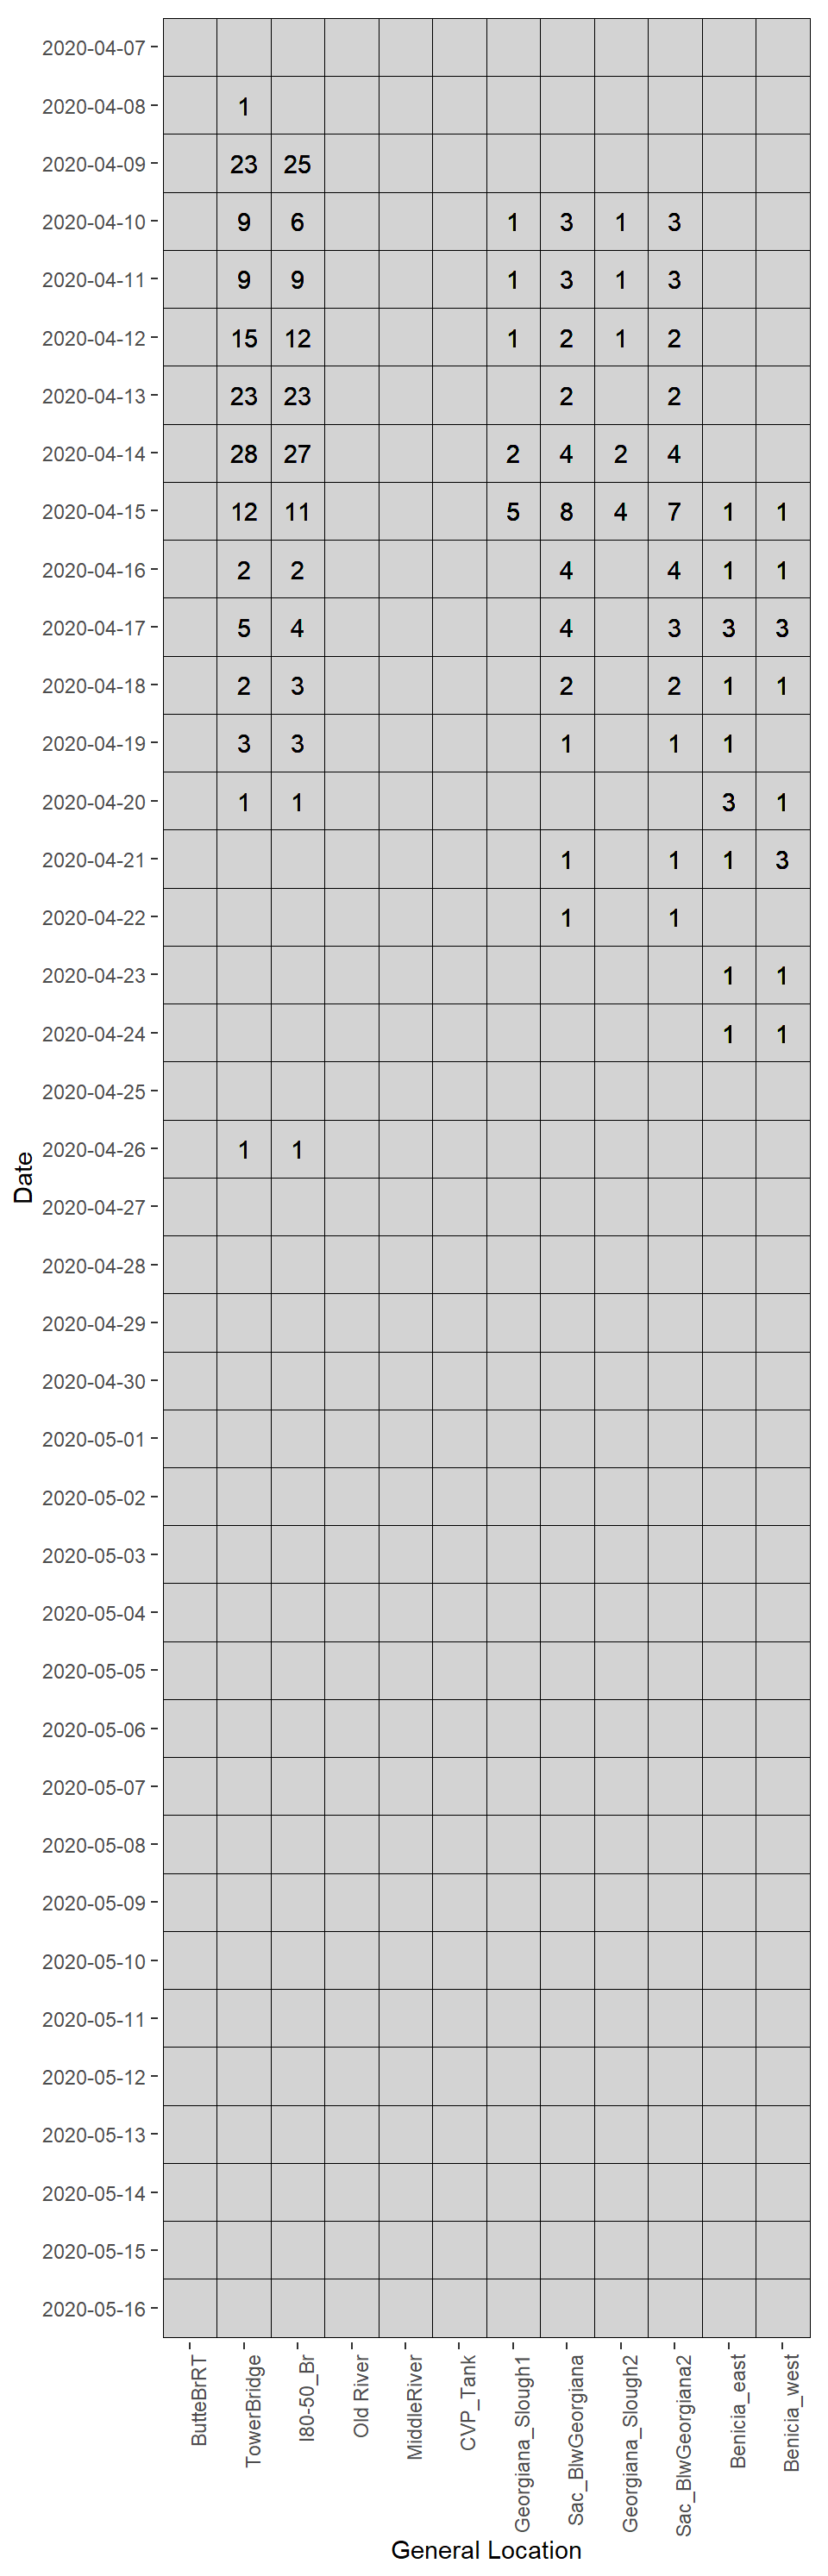 2020-04-07
2020-04-08 1
2020-04-09 23 25
2020-04-10 9 6 1 3 1 3
2020-04-11 9 9 1 3 1 3
2020-04-12 15 12 1 2 1 2
2020-04-13 23 23 2 2
2020-04-14 28 27 2 4 2 4
2020-04-15 12 11 5 8 4 7 1 1
2020-04-16 2 2 4 4 1 1
2020-04-17 5 4 4 3 3 3
2020-04-18 2 3 2 2 1 1
2020-04-19 3 3 1 1 1
2020-04-20 1 1 3 1
2020-04-21 1 1 1 3
2020-04-22 1 1
2020-04-23 1 1
2020-04-24 1 1
2020-04-25
2020-04-26 1 1
Date
2020-04-27
2020-04-28
2020-04-29
2020-04-30
2020-05-01
2020-05-02
2020-05-03
2020-05-04
2020-05-05
2020-05-06
2020-05-07
2020-05-08
2020-05-09
2020-05-10
2020-05-11
2020-05-12
2020-05-13
2020-05-14
2020-05-15
2020-05-16
ButteBrRT
TowerBridge
I80-50_Br
Old River
MiddleRiver
CVP_Tank
Georgiana_Slough1
Sac_BlwGeorgiana
Georgiana_Slough2
Sac_BlwGeorgiana2
Benicia_east
Benicia_west
General Location